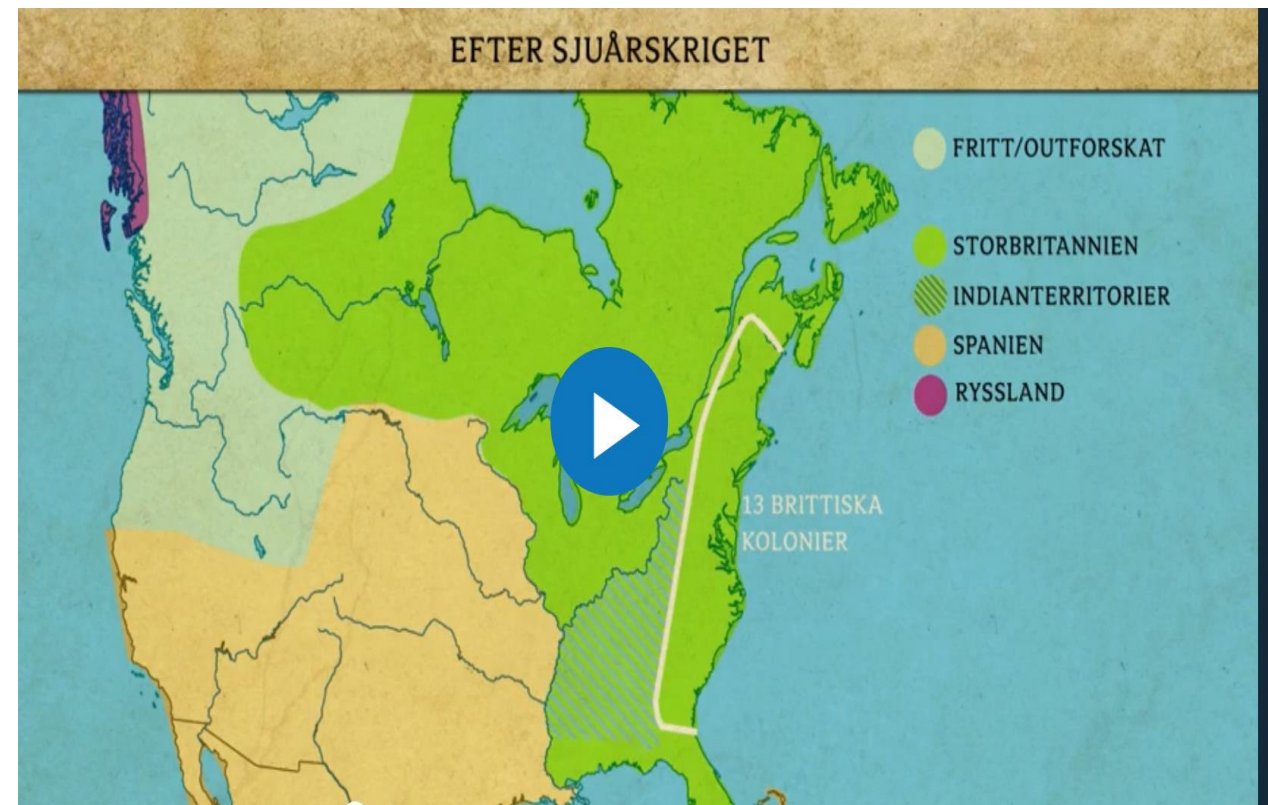 EFTER SJUÅRSKRIGET
FRITT/OUTFORSKAT
STORBRITANNIEN
INDIANTERRITORIER
SPANIEN
RYSSLAND
13 BRITTISKA
KOLONIER